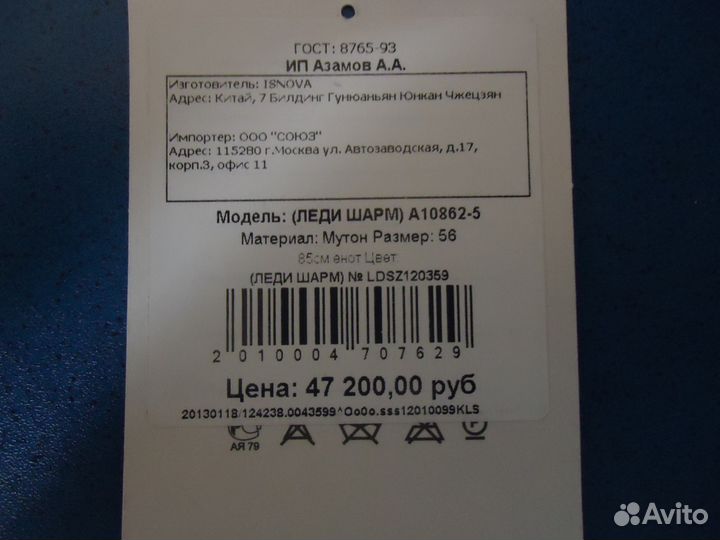 ГОСТ: 8765-93
ИП Азамов А.А.
Изготовитель: ISNOVA
Адрес: Китай, 7 Билдинг Гунюаньян Юнкан Чжецзян
Импортер: ООО "СОЮЗ"
Адрес: 115280 г.Москва ул. Автозаводская, д.17,
корп.3, офис 11
Модель: (ЛЕДИ ШАРМ) А10862-5
Материал: Мутон Размер: 56
85см енот Цвет:
(ЛЕДИ ШАРМ) № LDSZ120359
2 010004 707629
Цена: 47 200,00 руб
20130118/124238.0043599^Oo0o.sss12010099KLS
АЯ 79
Avito